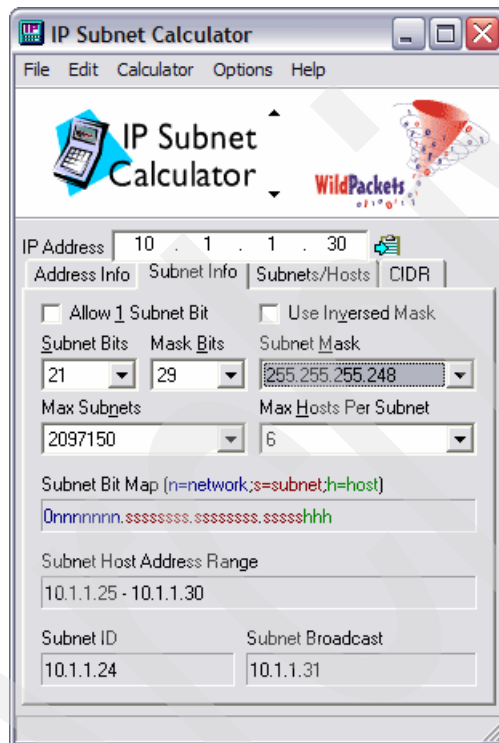 IP Subnet Calculator
File Edit Calculator Options Help
IP Subnet
Calculator
WildPackets
IP Address 10 . 1 . 1 . 30
Address Info Subnet Info Subnets/Hosts CIDR
Allow 1 Subnet Bit Use Inversed Mask
Subnet Bits Mask Bits Subnet Mask
21 29 255.255.255.248
Max Subnets Max Hosts Per Subnet
2097150 6
Subnet Bit Map (n=network;s=subnet;h=host)
0nnnnnnn.ssssssss.ssssssss.ssssshhh
Subnet Host Address Range
10.1.1.25 - 10.1.1.30
Subnet ID Subnet Broadcast
10.1.1.24 10.1.1.31